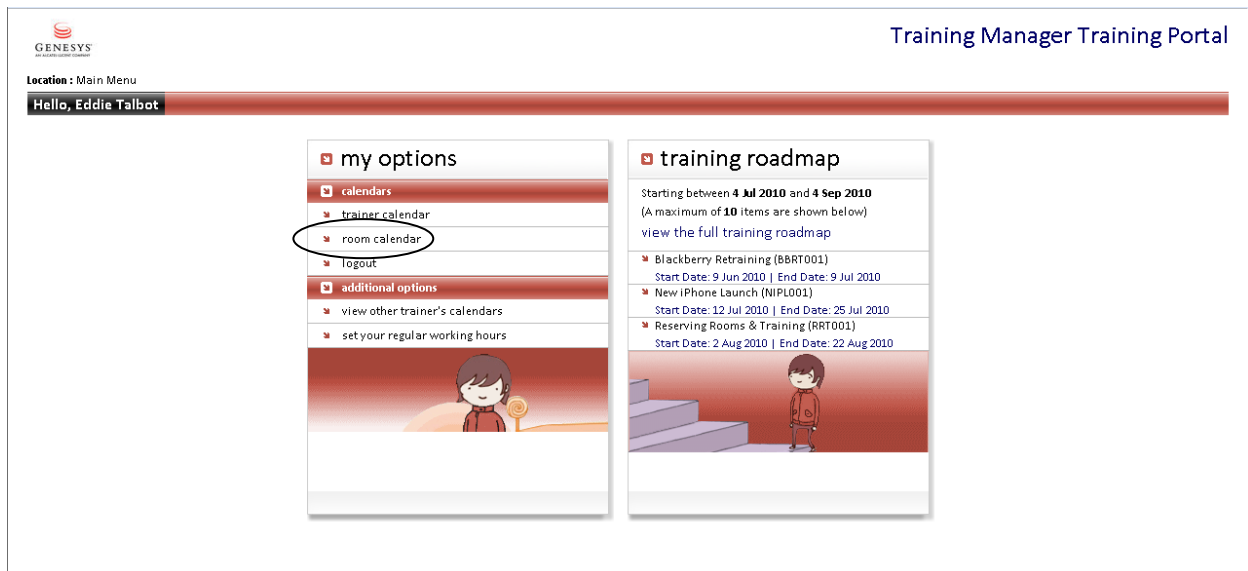 GENESYS
AN ALCATEL-LUCENT COMPANY
Training Manager Training Portal
Location : Main Menu
Hello, Eddie Talbot
my options
calendars
trainer calendar
room calendar
logout
additional options
view other trainer's calendars
set your regular working hours
training roadmap
Starting between 4 Jul 2010 and 4 Sep 2010
(A maximum of 10 items are shown below)
view the full training roadmap
Blackberry Retraining (BBRT001)
Start Date: 9 Jun 2010 | End Date: 9 Jul 2010
New iPhone Launch (NIPL001)
Start Date: 12 Jul 2010 | End Date: 25 Jul 2010
Reserving Rooms & Training (RRT001)
Start Date: 2 Aug 2010 | End Date: 22 Aug 2010